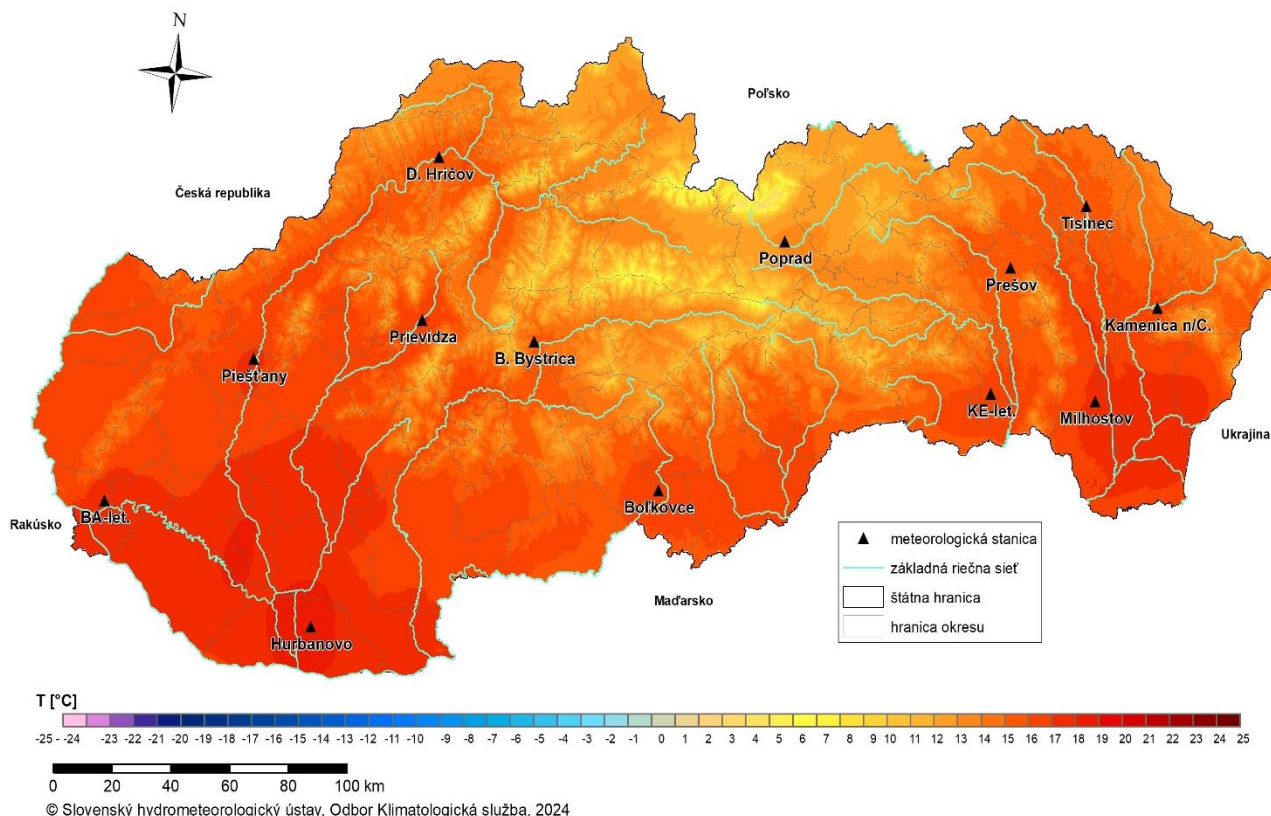 N
Poľsko
D. Hričov
Česká republika
Tisinec
Poprad
Prešov
Kamenica n/C.
Prievidza
B. Bystrica
Piešťany
KE-let.
Milhostov
Ukrajina
Boľkovce
BA-let.
Rakúsko
meteorologická stanica
základná riečna sieť
štátna hranica
hranica okresu
Maďarsko
Hurbanovo
T [°C]
-25 - -24 -23 -22 -21 -20 -19 -18 -17 -16 -15 -14 -13 -12 -11 -10 -9 -8 -7 -6 -5 -4 -3 -2 -1 0 1 2 3 4 5 6 7 8 9 10 11 12 13 14 15 16 17 18 19 20 21 22 23 24 25
0 20 40 60 80 100 km
© Slovenský hydrometeorologický ústav, Odbor Klimatologická služba, 2024